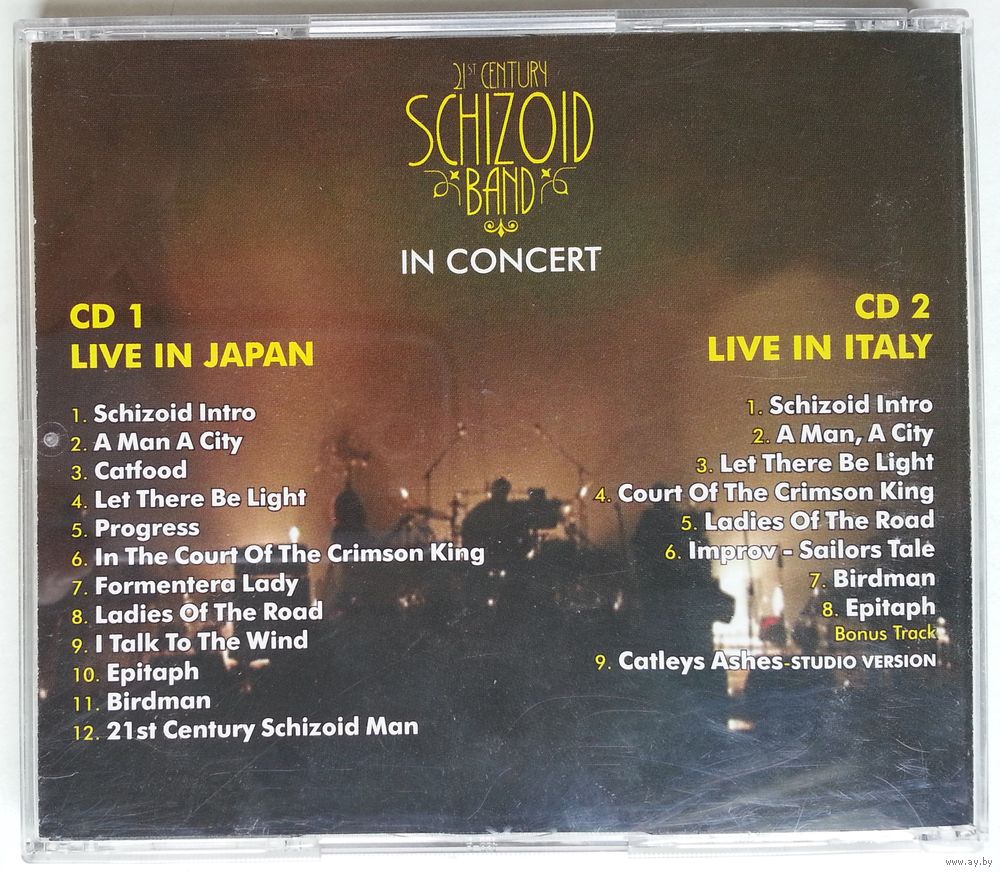 21ST CENTURY
SCHIZOID
BAND
IN CONCERT
CD 1
LIVE IN JAPAN
1. Schizoid Intro
2. A Man A City
3. Catfood
4. Let There Be Light
5. Progress
6. In The Court Of The Crimson King
7. Formentera Lady
8. Ladies Of The Road
9. I Talk To The Wind
10. Epitaph
11. Birdman
12. 21st Century Schizoid Man
CD 2
LIVE IN ITALY
1. Schizoid Intro
2. A Man, A City
3. Let There Be Light
4. Court Of The Crimson King
5. Ladies Of The Road
6. Improv - Sailors Tale
7. Birdman
8. Epitaph
Bonus Track
9. Catleys Ashes-STUDIO VERSION
www.ay.by